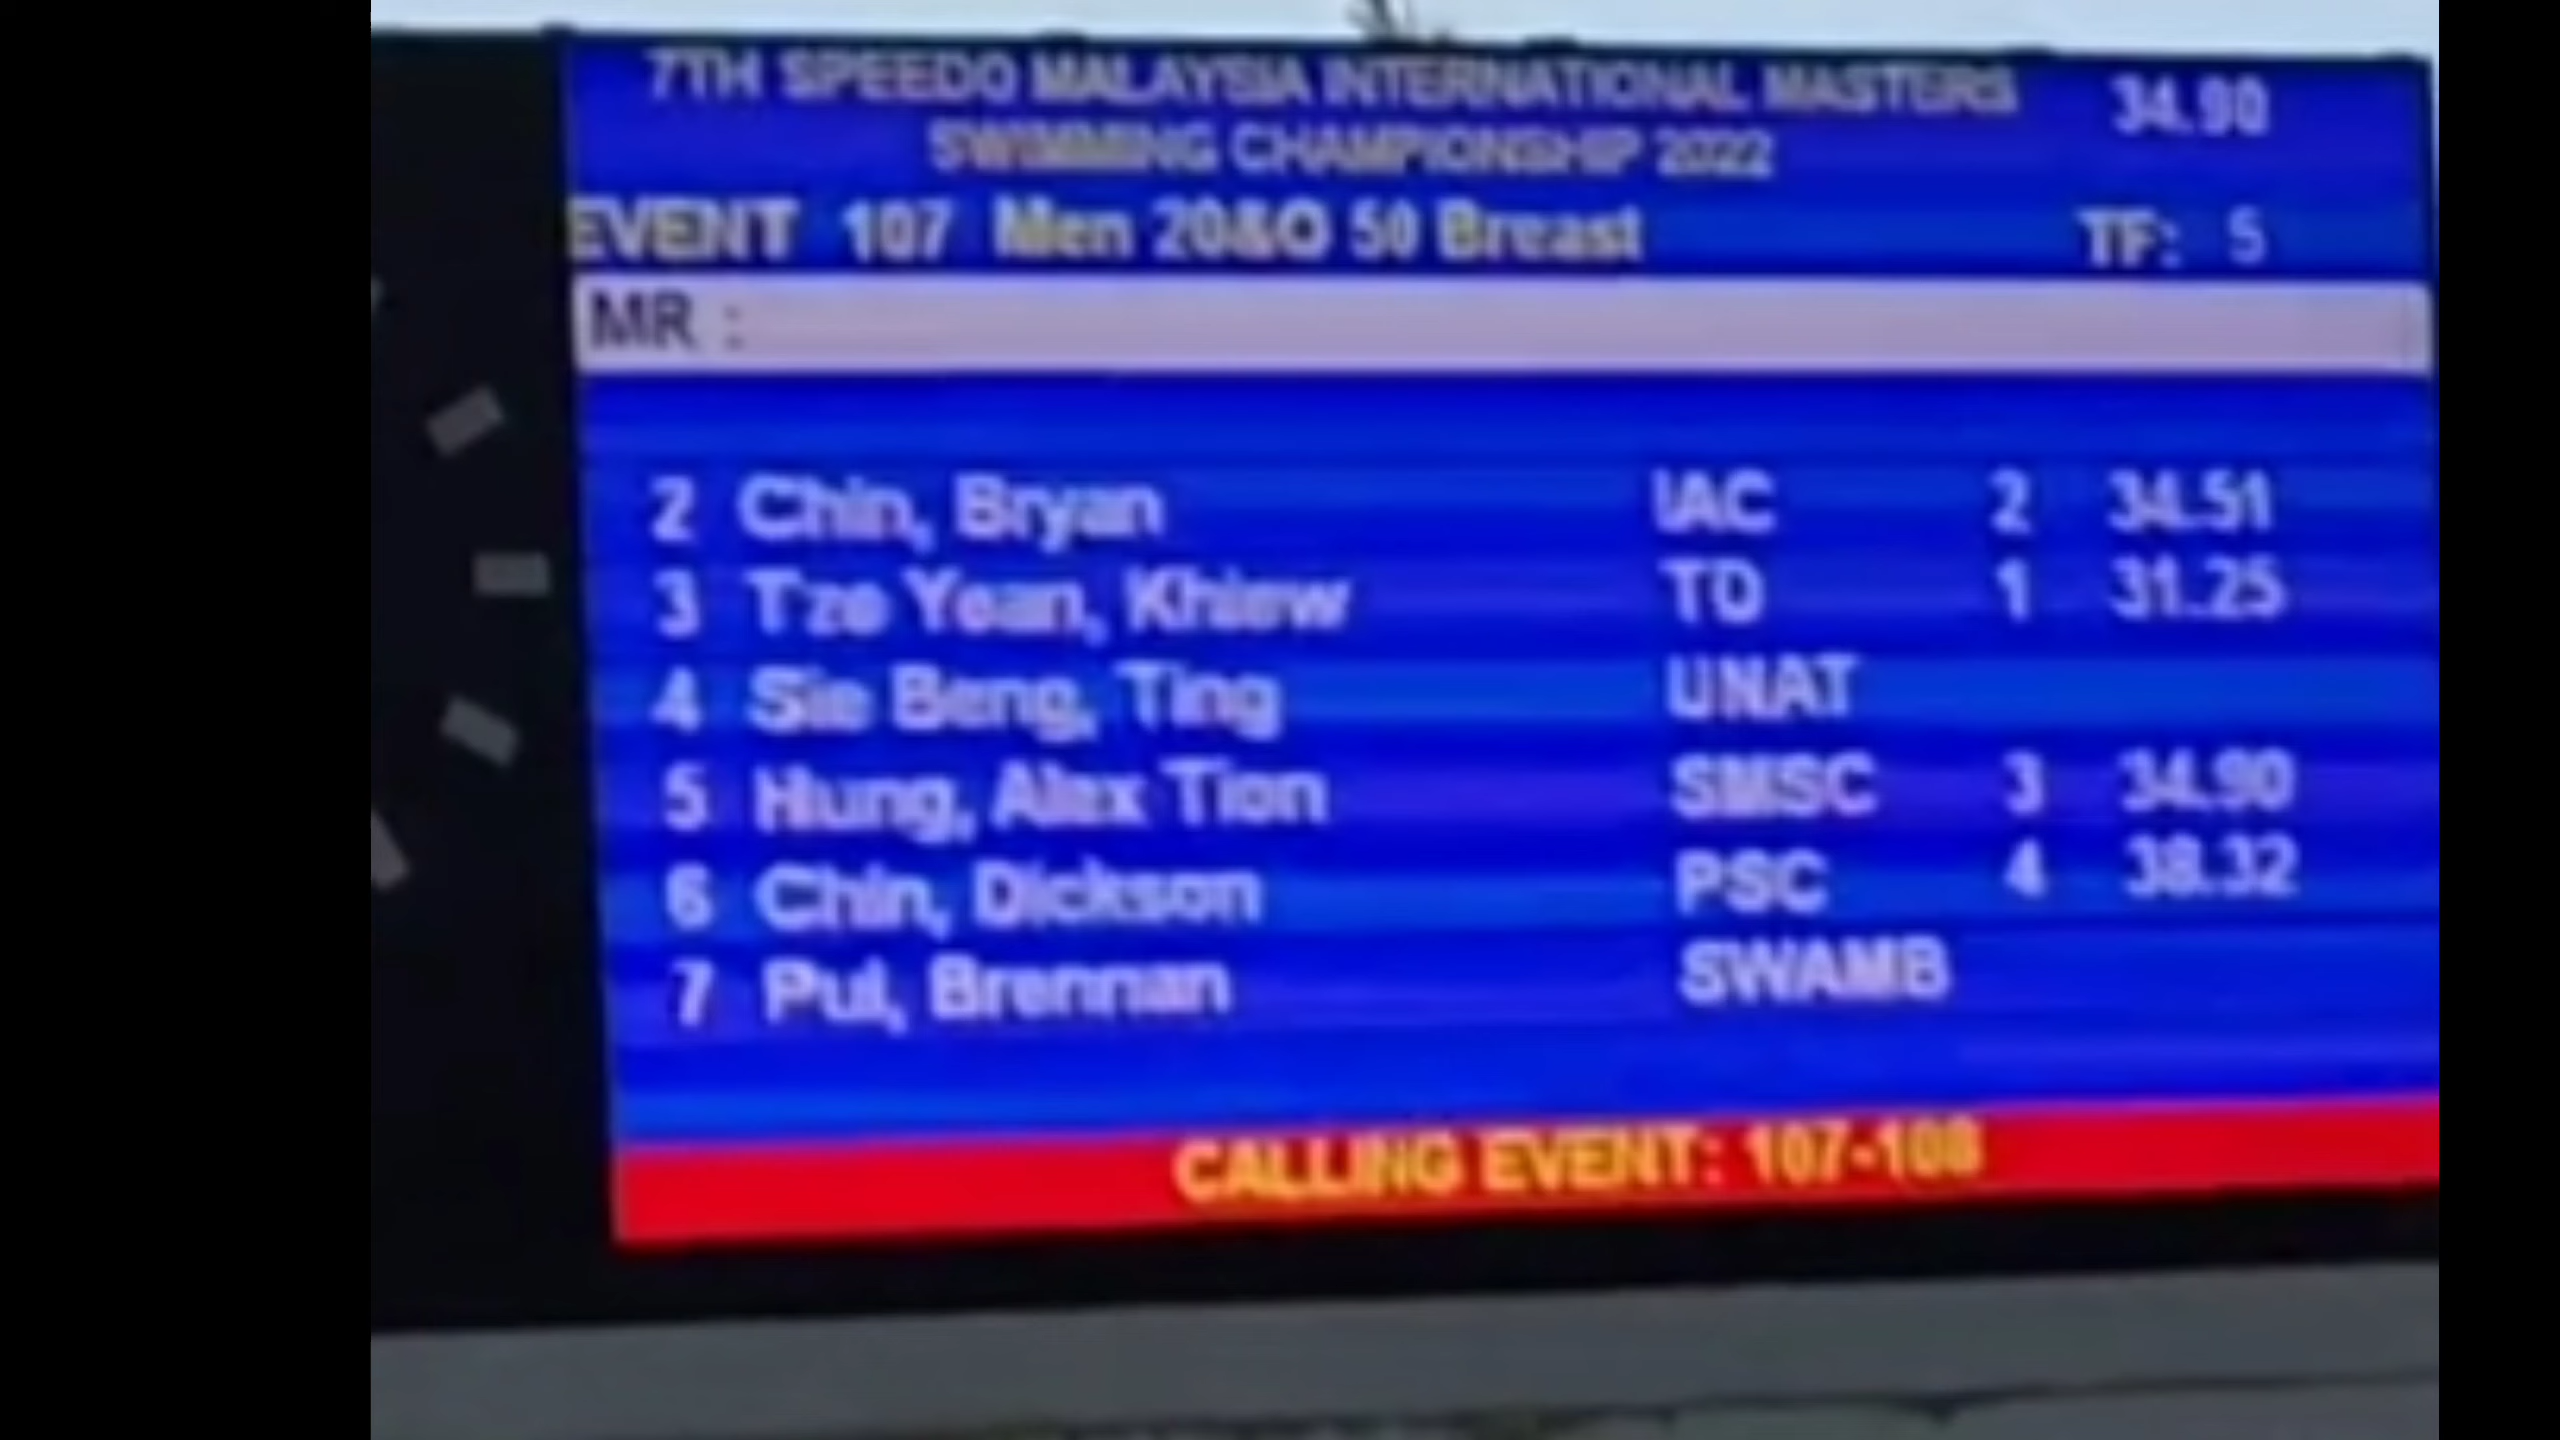 7TH SPEEDO MALAYSIA INTERNATIONAL MASTERS 34.90
SWIMMING CHAMPIONSHIP 2022
EVENT 107 Men 20&O 50 Breast TF: 5
MR :
2 Chin, Bryan IAC 2 34.51
3 Tze Yean, Khiew TD 1 31.25
4 Sie Beng, Ting UNAT
5 Hung, Alex Tion SMSC 3 34.90
6 Chin, Dickson PSC 4 38.32
7 Pui, Brennan SWAMB
CALLING EVENT: 107-108